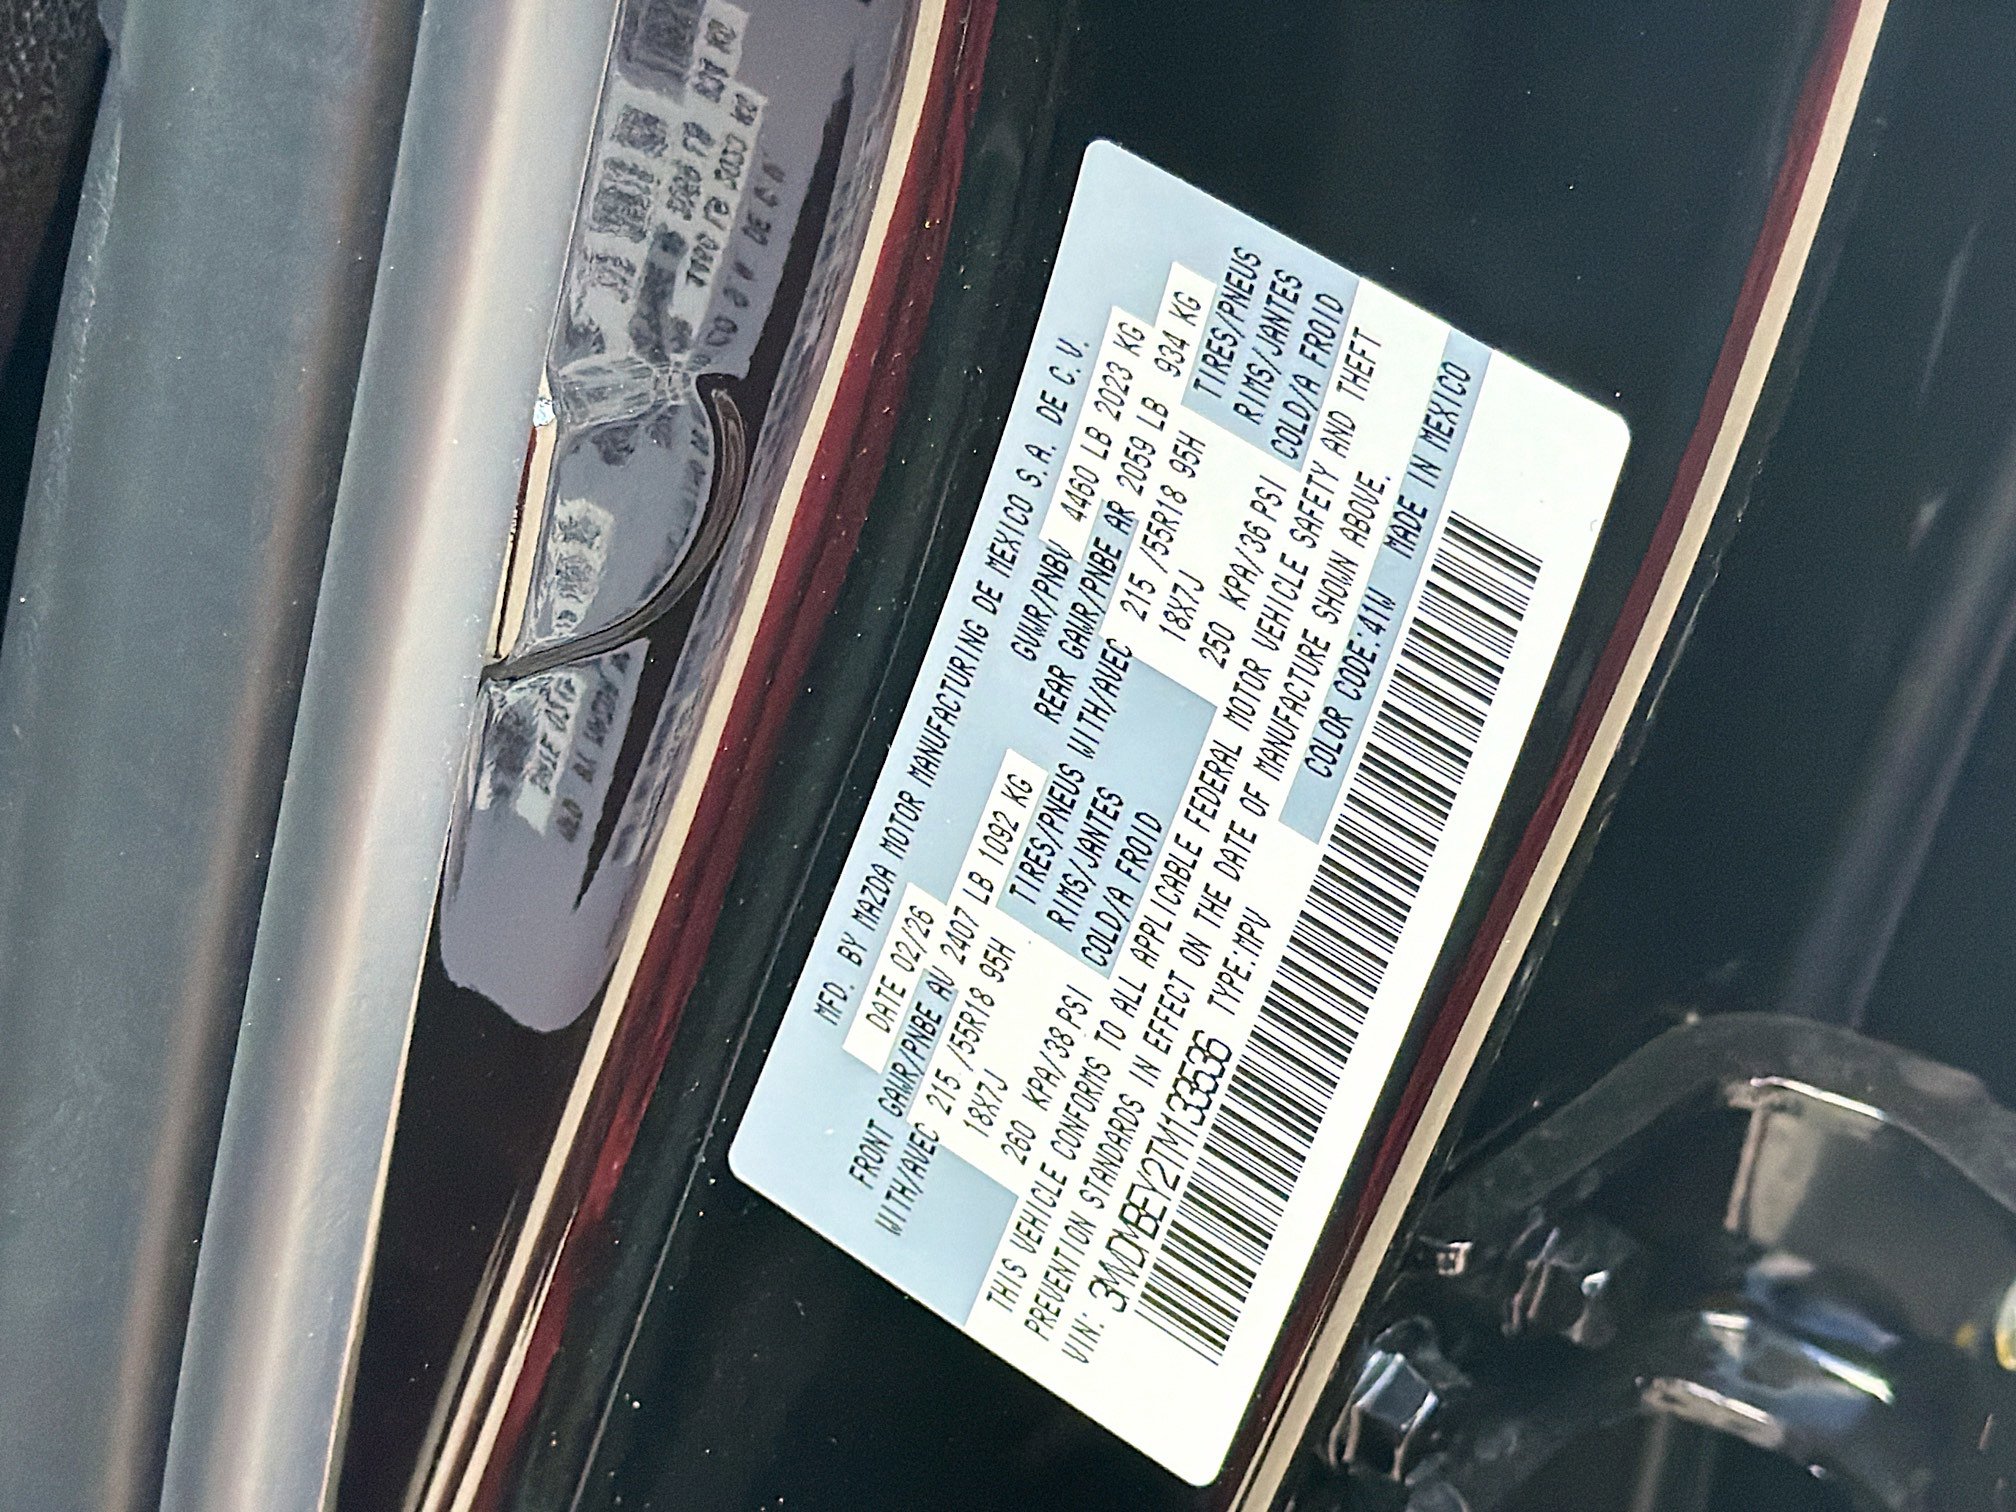 MFD. BY MAZDA MOTOR MANUFACTURING DE MEXICO S.A. DE C.V.
DATE 02/26 GVWR/PNBV 4460 LB 2023 KG
FRONT GAWR/PNBE AV 2407 LB 1092 KG REAR GAWR/PNBE AR 2059 LB 934 KG
WITH/AVEC 215 /55R18 95H TIRES/PNEUS WITH/AVEC 215 /55R18 95H TIRES/PNEUS
18X7J RIMS/JANTES 18X7J RIMS/JANTES
260 KPA/38 PSI COLD/A FROID 250 KPA/36 PSI COLD/A FROID
THIS VEHICLE CONFORMS TO ALL APPLICABLE FEDERAL MOTOR VEHICLE SAFETY AND THEFT
PREVENTION STANDARDS IN EFFECT ON THE DATE OF MANUFACTURE SHOWN ABOVE.
VIN: 3MVDMBEY2TM133536 TYPE:MPV COLOR CODE:41W MADE IN MEXICO